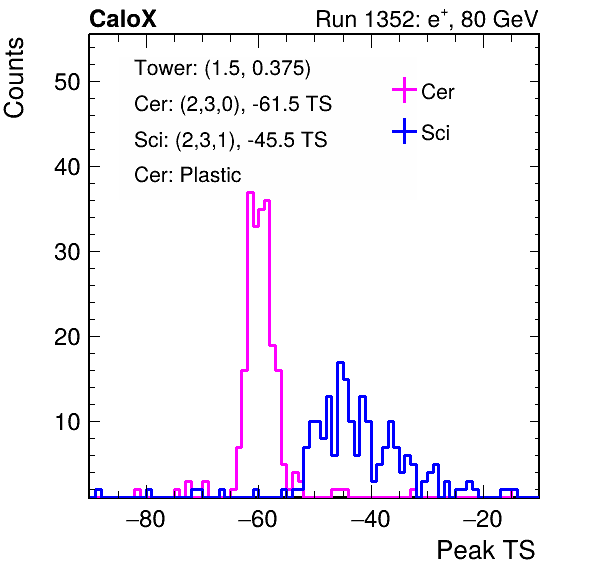 CaloX Run 1352: e⁺, 80 GeV
Counts
Tower: (1.5, 0.375)
Cer: (2,3,0), -61.5 TS
Sci: (2,3,1), -45.5 TS
Cer: Plastic
Cer
Sci
50
40
30
20
10
−80 −60 −40 −20
Peak TS